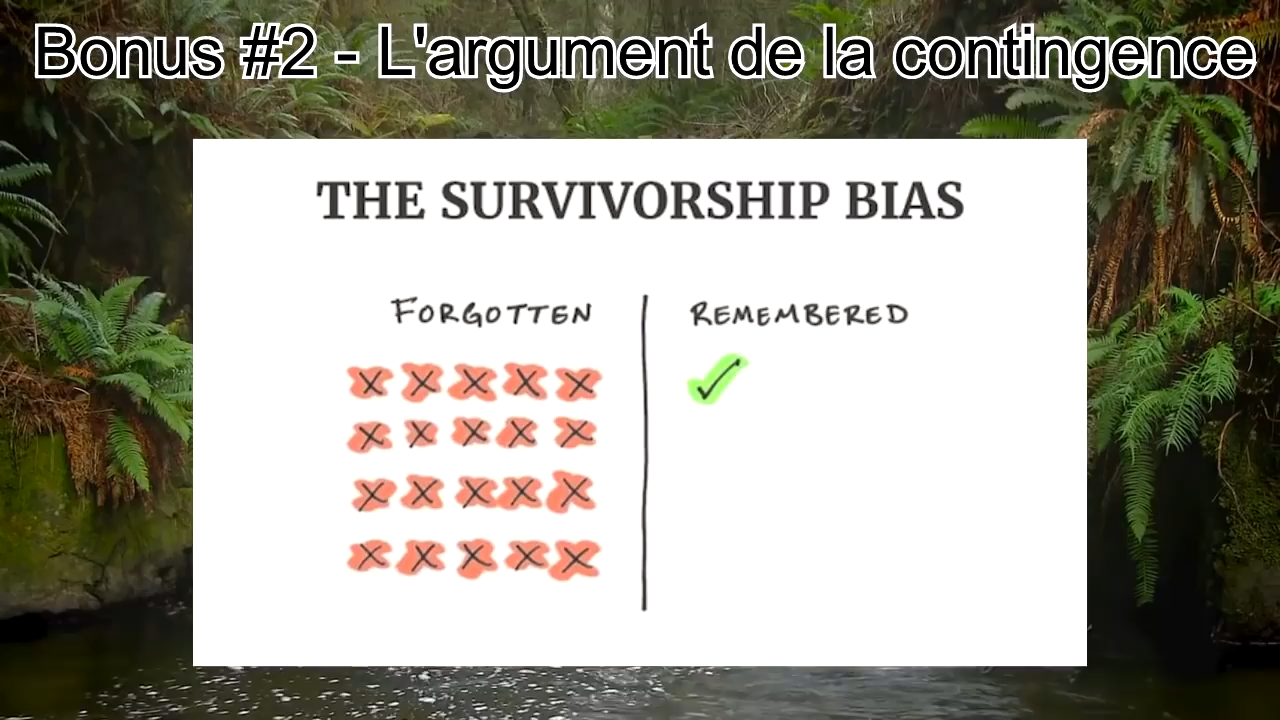 Bonus #2 - L'argument de la contingence
THE SURVIVORSHIP BIAS
FORGOTTEN
REMEMBERED
X X X X X
X X X X X
X X X X X
X X X X X